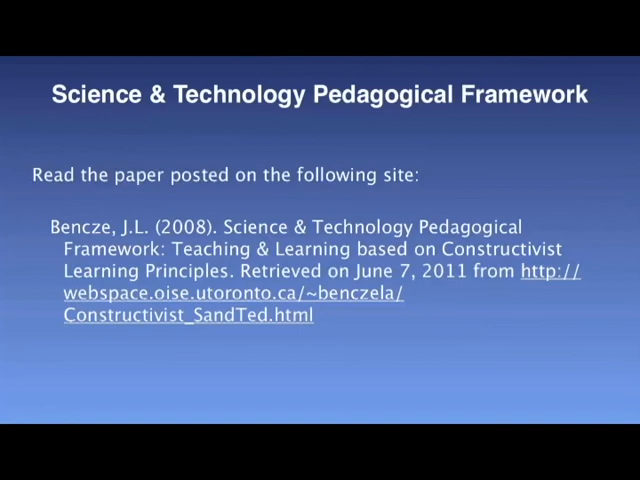 Science & Technology Pedagogical Framework
Read the paper posted on the following site:
Bencze, J.L. (2008). Science & Technology Pedagogical
Framework: Teaching & Learning based on Constructivist
Learning Principles. Retrieved on June 7, 2011 from http://
webspace.oise.utoronto.ca/~benczela/
Constructivist_SandTed.html